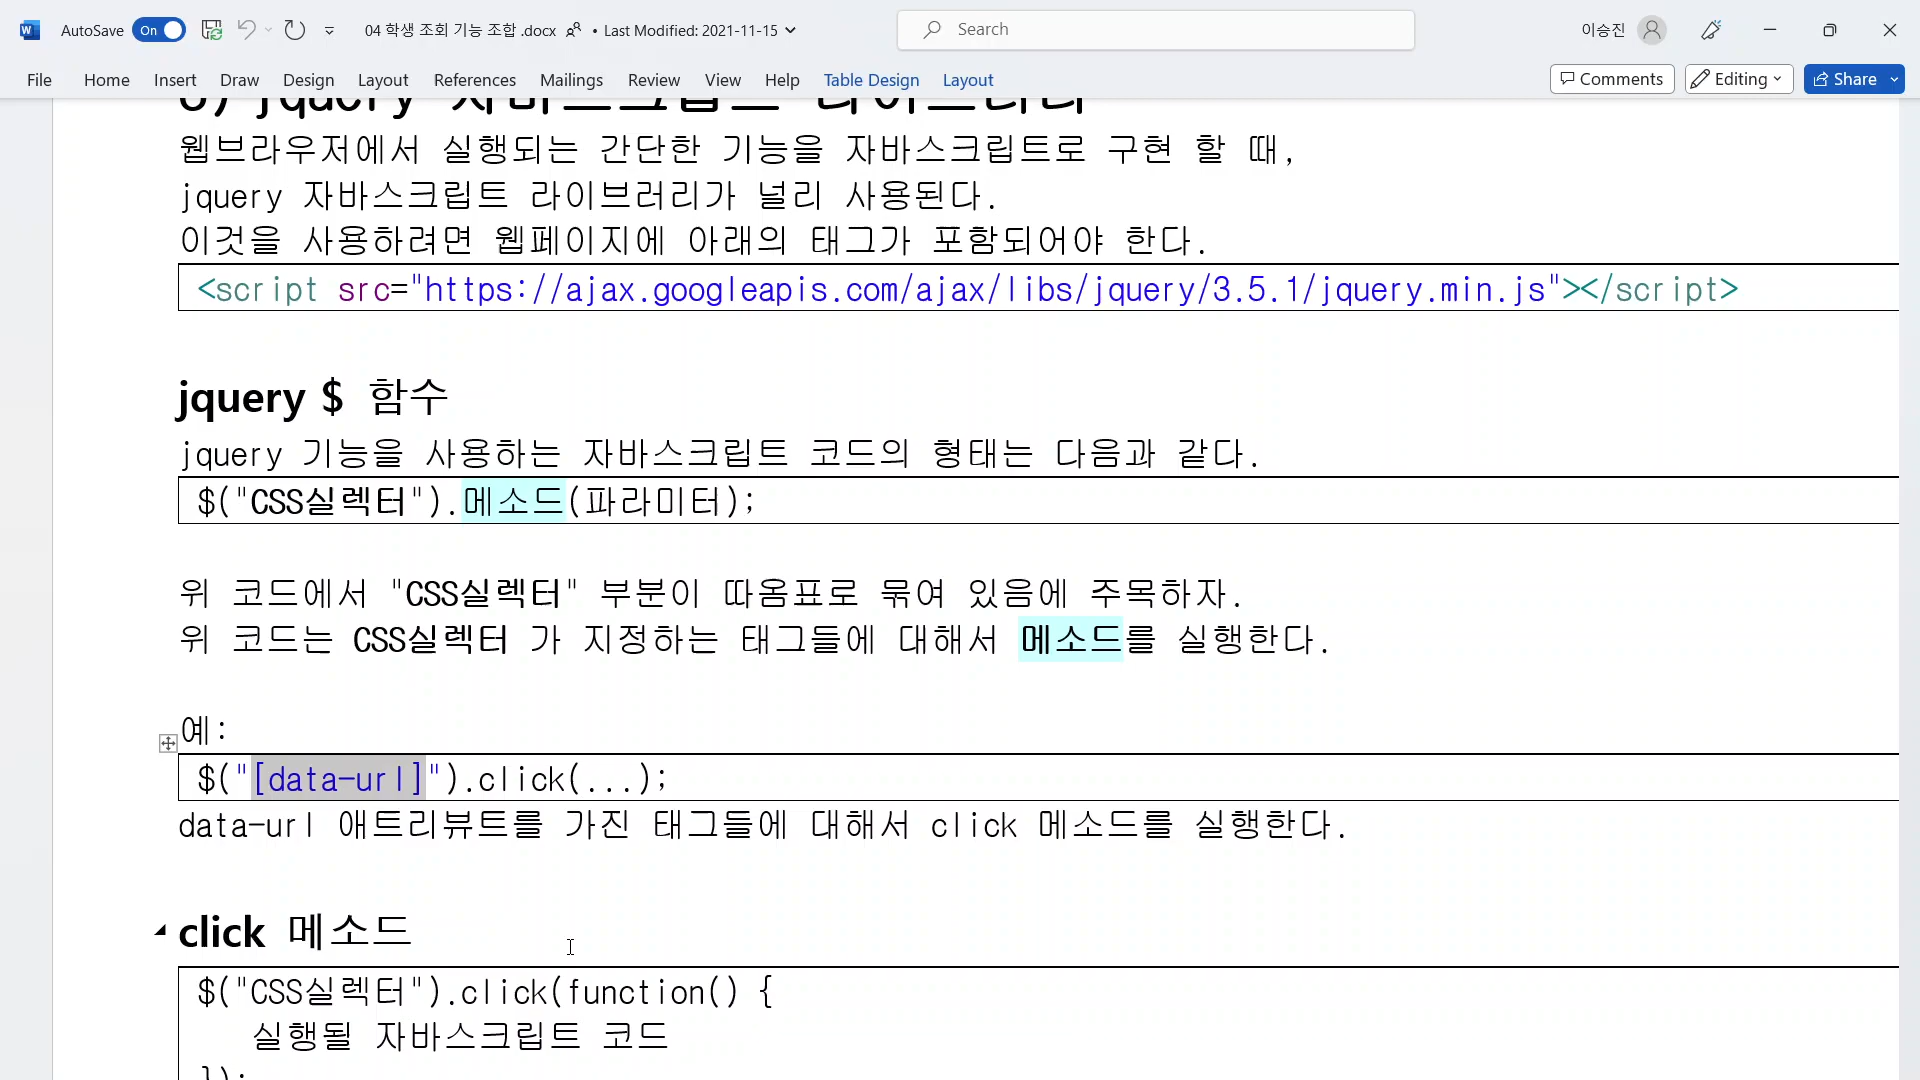 AutoSave On 04 학생 조회 기능 조합 .docx • Last Modified: 2021-11-15 Search 이승진
File Home Insert Draw Design Layout References Mailings Review View Help Table Design Layout Comments Editing Share
jquery 자바스크립트 라이브러리
웹브라우저에서 실행되는 간단한 기능을 자바스크립트로 구현 할 때,
jquery 자바스크립트 라이브러리가 널리 사용된다.
이것을 사용하려면 웹페이지에 아래의 태그가 포함되어야 한다.
<script src="https://ajax.googleapis.com/ajax/libs/jquery/3.5.1/jquery.min.js"></script>
jquery $ 함수
jquery 기능을 사용하는 자바스크립트 코드의 형태는 다음과 같다.
$("CSS실렉터").메소드(파라미터);
위 코드에서 "CSS실렉터" 부분이 따옴표로 묶여 있음에 주목하자.
위 코드는 CSS실렉터 가 지정하는 태그들에 대해서 메소드를 실행한다.
예:
$("[data-url]").click(...);
data-url 애트리뷰트를 가진 태그들에 대해서 click 메소드를 실행한다.
click 메소드
$("CSS실렉터").click(function() {
실행될 자바스크립트 코드
});